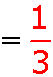 = 1/3